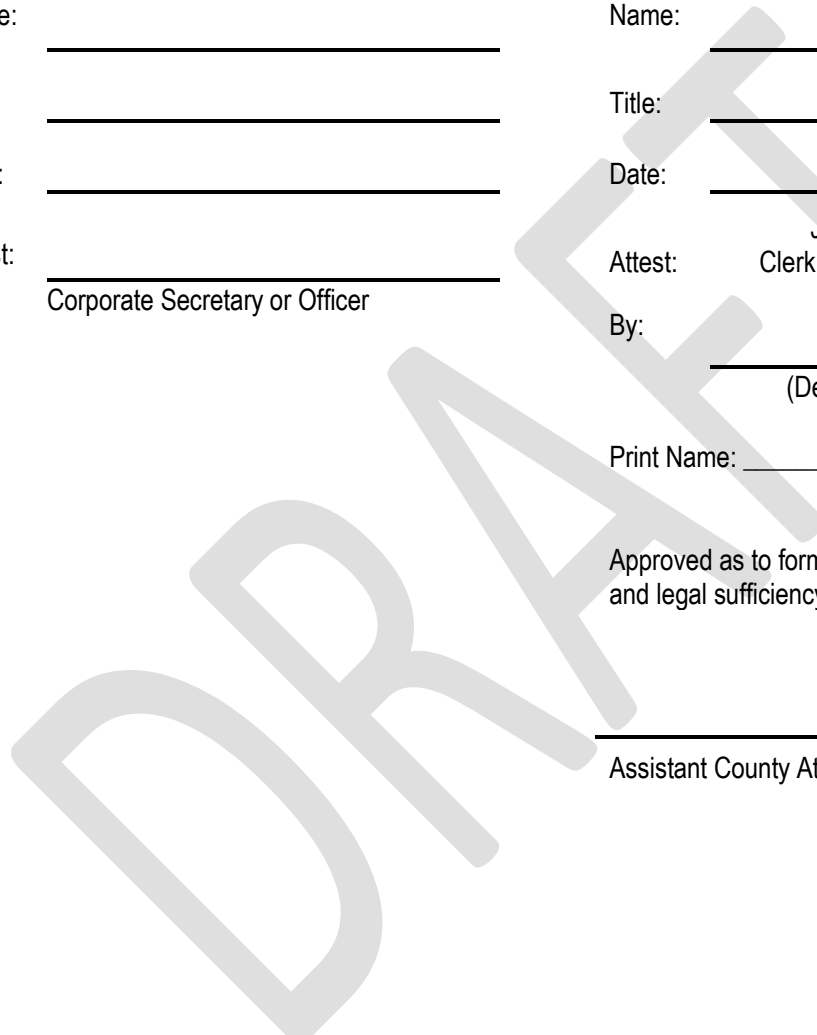 e:
:
t:
Corporate Secretary or Officer
Name:
Title:
Date:
Attest: Clerk
By:
(De
Print Name: ______
Approved as to form
and legal sufficiency
Assistant County At
DRAFT